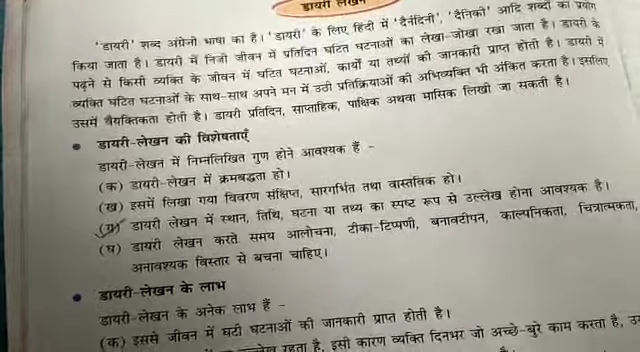 डायरी लेखन
'डायरी' शब्द अंग्रेजी भाषा का है। 'डायरी' के लिए हिंदी में 'दैनंदिनी', 'दैनिकी' आदि शब्दों का प्रयोग
किया जाता है। डायरी में निजी जीवन में प्रतिदिन घटित घटनाओं का लेखा-जोखा रखा जाता है। डायरी के
पढ़ने से किसी व्यक्ति के जीवन में घटित घटनाओं, कार्यों या तथ्यों की जानकारी प्राप्त होती है। डायरी में
व्यक्ति घटित घटनाओं के साथ-साथ अपने मन में उठी प्रतिक्रियाओं की अभिव्यक्ति भी अंकित करता है। इसलिए
उसमें वैयक्तिकता होती है। डायरी प्रतिदिन, साप्ताहिक, पाक्षिक अथवा मासिक लिखी जा सकती है।
• डायरी-लेखन की विशेषताएँ
डायरी-लेखन में निम्नलिखित गुण होने आवश्यक हैं -
(क) डायरी-लेखन में क्रमबद्धता हो।
(ख) इसमें लिखा गया विवरण संक्षिप्त, सारगर्भित तथा वास्तविक हो।
(ग) डायरी लेखन में स्थान, तिथि, घटना या तथ्य का स्पष्ट रूप से उल्लेख होना आवश्यक है।
(घ) डायरी लेखन करते समय आलोचना, टीका-टिप्पणी, बनावटीपन, काल्पनिकता, चित्रात्मकता,
अनावश्यक विस्तार से बचना चाहिए।
• डायरी-लेखन के लाभ
डायरी-लेखन के अनेक लाभ हैं -
(क) इससे जीवन में घटी घटनाओं की जानकारी प्राप्त होती है।
रहता है, इसी कारण व्यक्ति दिनभर जो अच्छे-बुरे काम करता है,